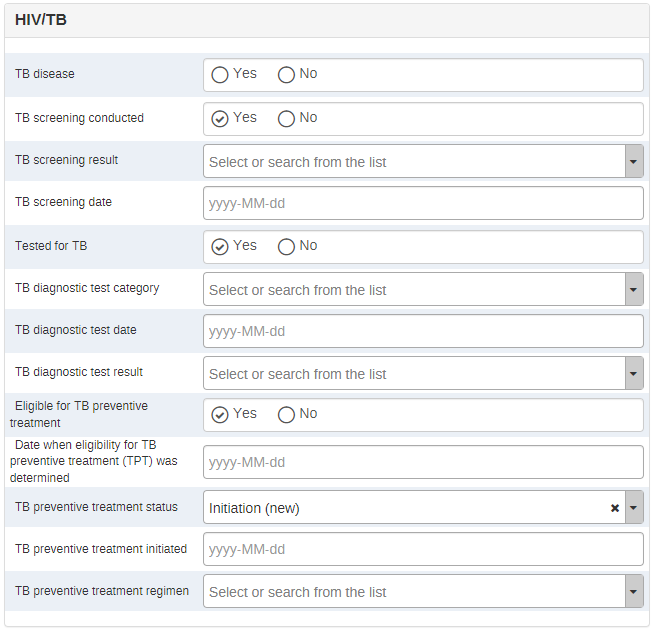 HIV/TB
TB disease
Yes No
TB screening conducted
Yes No
TB screening result
Select or search from the list
TB screening date
yyyy-MM-dd
Tested for TB
Yes No
TB diagnostic test category
Select or search from the list
TB diagnostic test date
yyyy-MM-dd
TB diagnostic test result
Select or search from the list
Eligible for TB preventive
treatment
Yes No
Date when eligibility for TB
preventive treatment (TPT) was
determined
yyyy-MM-dd
TB preventive treatment status
Initiation (new)
TB preventive treatment initiated
yyyy-MM-dd
TB preventive treatment regimen
Select or search from the list